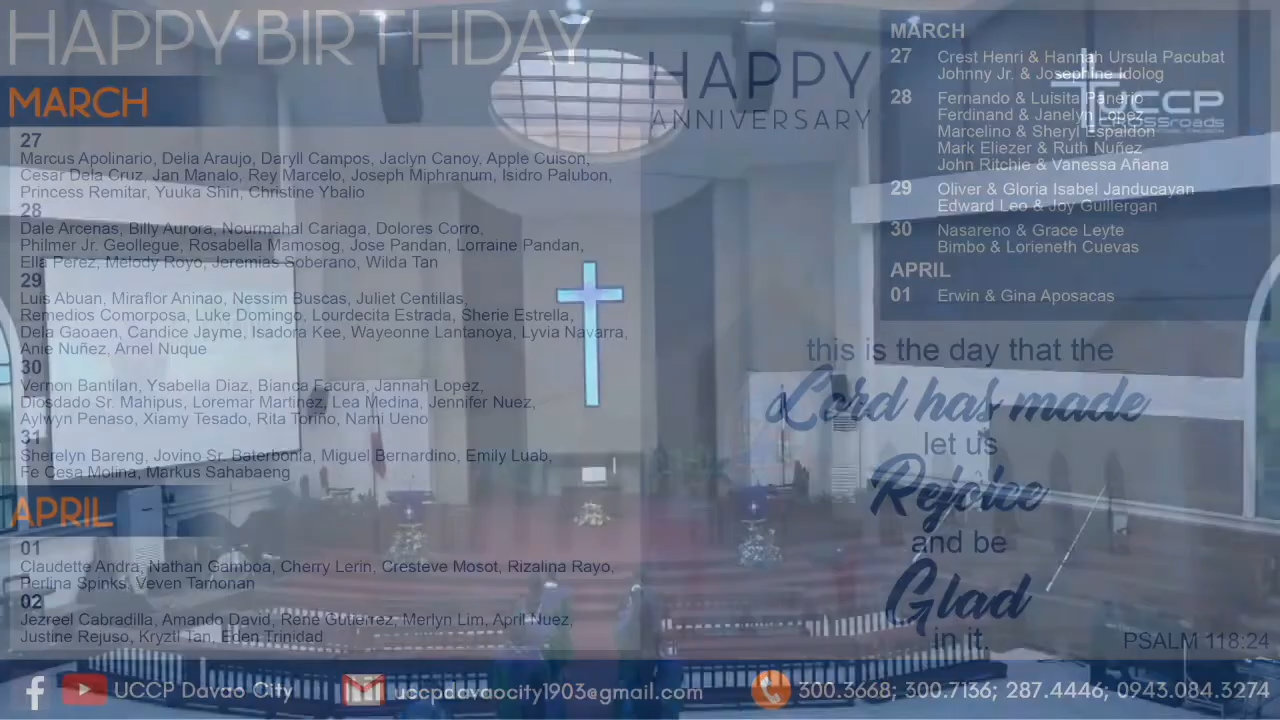 HAPPY BIRTHDAY
MARCH
27
Marcus Apolinario, Delia Araujo, Daryll Campos, Jaclyn Canoy, Apple Cuison,
Cesar Dela Cruz, Jan Manalo, Rey Marcelo, Joseph Miphranum, Isidro Palubon,
Princess Remitar, Yuuka Shin, Christine Ybalio
28
Dale Arcenas, Billy Aurora, Nourmahal Cariaga, Dolores Corro,
Philmer Jr. Geollegue, Rosabella Mamosog, Jose Pandan, Lorraine Pandan,
Ella Perez, Melody Royo, Jeremias Soberano, Wilda Tan
29
Luis Abuan, Miraflor Aninao, Nessim Buscas, Juliet Centillas,
Remedios Comorposa, Luke Domingo, Lourdecita Estrada, Sherie Estrella,
Dela Gaoaen, Candice Jayme, Isadora Kee, Wayeonne Lantanoya, Lyvia Navarra,
Anie Nuñez, Arnel Nuque
30
Vernon Bantilan, Ysabella Diaz, Bianca Facura, Jannah Lopez,
Diosdado Sr. Mahipus, Loremar Martinez, Lea Medina, Jennifer Nuez,
Aylwyn Penaso, Xiamy Tesado, Rita Torino, Nami Ueno
31
Sherelyn Bareng, Jovino Sr. Baterbonia, Miguel Bernardino, Emily Luab,
Fe Cesa Molina, Markus Sahabaeng
APRIL
01
Claudette Andra, Nathan Gamboa, Cherry Lerin, Cresteve Mosot, Rizalina Rayo,
Perlina Spinks, Veven Tamonan
02
Jezreel Cabradilla, Amando David, Rene Gutierrez, Merlyn Lim, April Nuez,
Justine Rejuso, Kryztl Tan, Eden Trinidad
HAPPY
ANNIVERSARY
MARCH
27 Crest Henri & Hannah Ursula Pacubat
Johnny Jr. & Josephine Idolog
28 Fernando & Luisita Panerio
Ferdinand & Janelyn Lopez
Marcelino & Sheryl Espaldon
Mark Eliezer & Ruth Nuñez
John Ritchie & Vanessa Añana
29 Oliver & Gloria Isabel Janducayan
Edward Leo & Joy Guillergan
30 Nasareno & Grace Leyte
Bimbo & Lorieneth Cuevas
APRIL
01 Erwin & Gina Aposacas
UCCP
CROSSroads
this is the day that the
Lord has made
let us
Rejoice
and be
Glad
in it.
PSALM 118:24
UCCP Davao City
uccpdavaocity1903@gmail.com
300.3668; 300.7136; 287.4446; 0943.084.3274